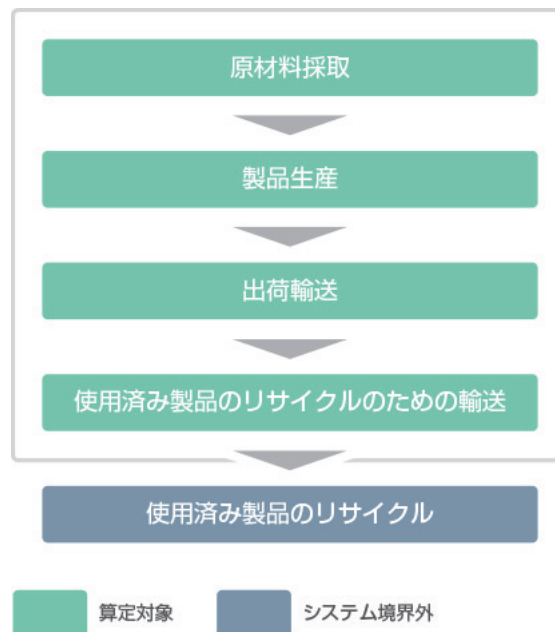 原材料採取
製品生産
出荷輸送
使用済み製品のリサイクルのための輸送
使用済み製品のリサイクル
算定対象
システム境界外